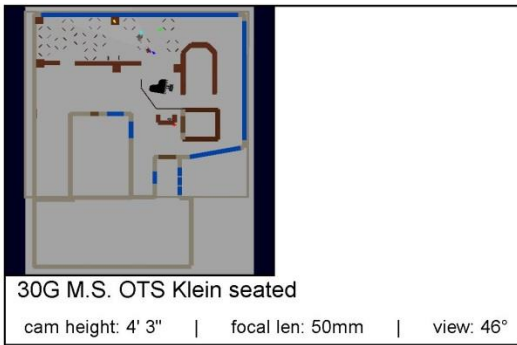 30G M.S. OTS Klein seated
cam height: 4' 3" | focal len: 50mm | view: 46°